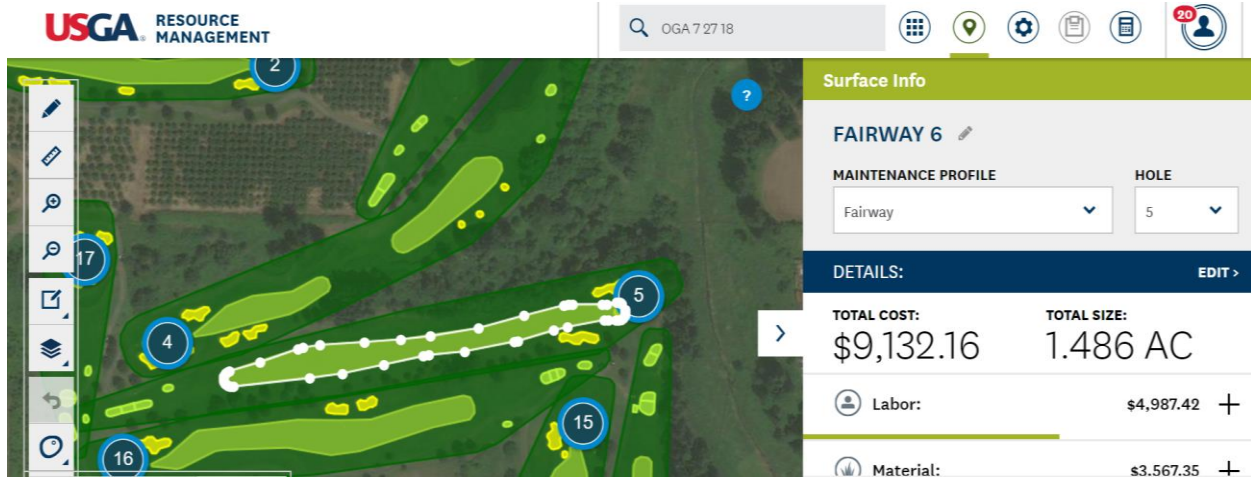 USGA. RESOURCE
MANAGEMENT
OGA 7 27 18
20
2
?
17
4
5
16
15
Surface Info
FAIRWAY 6
MAINTENANCE PROFILE
HOLE
Fairway
5
DETAILS:
EDIT >
TOTAL COST:
TOTAL SIZE:
$9,132.16
1.486 AC
Labor:
$4,987.42
Material:
$3,567.35